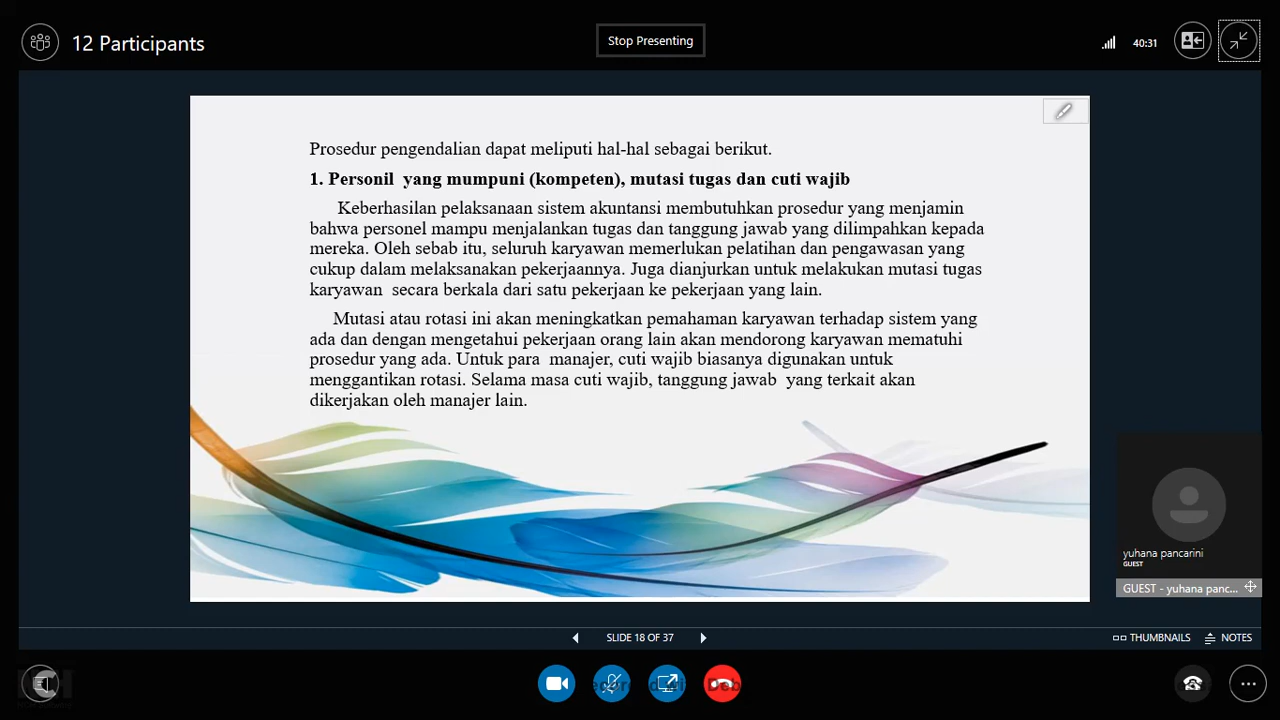 12 Participants
Stop Presenting
40:31
Prosedur pengendalian dapat meliputi hal-hal sebagai berikut.
1. Personil yang mumpuni (kompeten), mutasi tugas dan cuti wajib
Keberhasilan pelaksanaan sistem akuntansi membutuhkan prosedur yang menjamin
bahwa personel mampu menjalankan tugas dan tanggung jawab yang dilimpahkan kepada
mereka. Oleh sebab itu, seluruh karyawan memerlukan pelatihan dan pengawasan yang
cukup dalam melaksanakan pekerjaannya. Juga dianjurkan untuk melakukan mutasi tugas
karyawan secara berkala dari satu pekerjaan ke pekerjaan yang lain.
Mutasi atau rotasi ini akan meningkatkan pemahaman karyawan terhadap sistem yang
ada dan dengan mengetahui pekerjaan orang lain akan mendorong karyawan mematuhi
prosedur yang ada. Untuk para manajer, cuti wajib biasanya digunakan untuk
menggantikan rotasi. Selama masa cuti wajib, tanggung jawab yang terkait akan
dikerjakan oleh manajer lain.
yuhana pancarini
GUEST
GUEST - yuhana panc...
SLIDE 18 OF 37
THUMBNAILS
NOTES